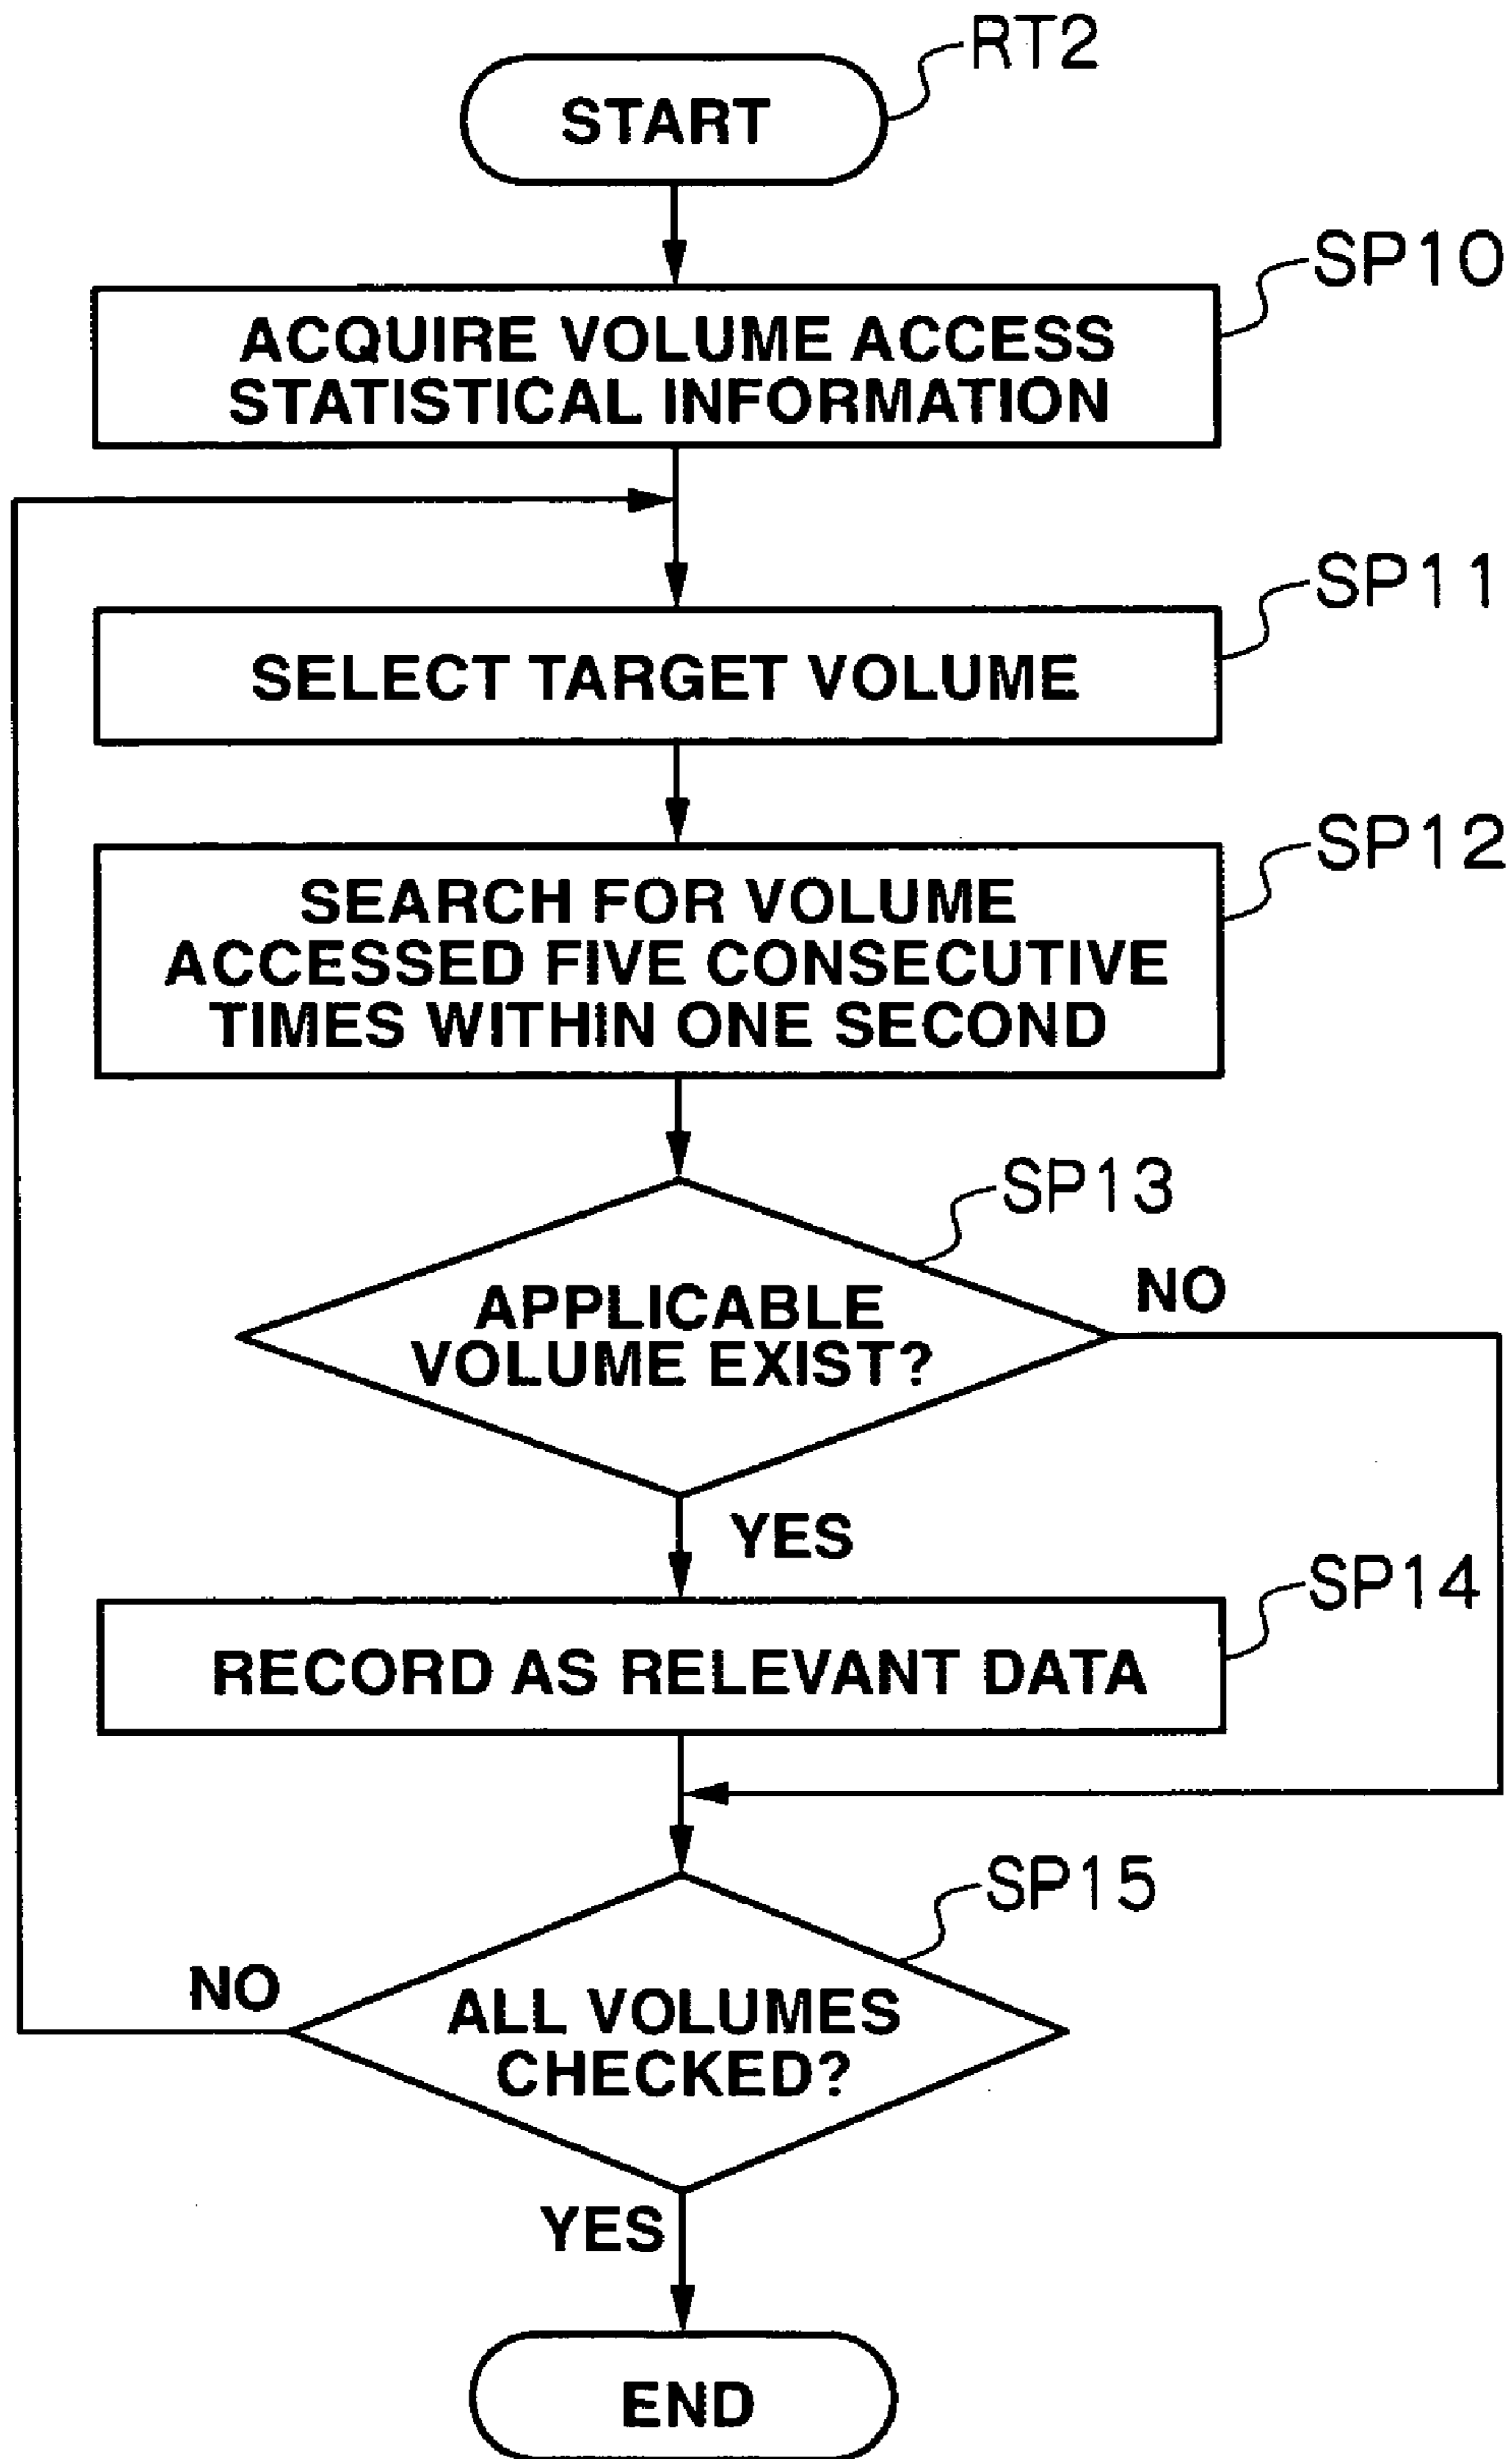 RT2
START
SP10
ACQUIRE VOLUME ACCESS
STATISTICAL INFORMATION
SP11
SELECT TARGET VOLUME
SP12
SEARCH FOR VOLUME
ACCESSED FIVE CONSECUTIVE
TIMES WITHIN ONE SECOND
SP13
APPLICABLE
VOLUME EXIST?
NO
YES
SP14
RECORD AS RELEVANT DATA
SP15
NO
ALL VOLUMES
CHECKED?
YES
END